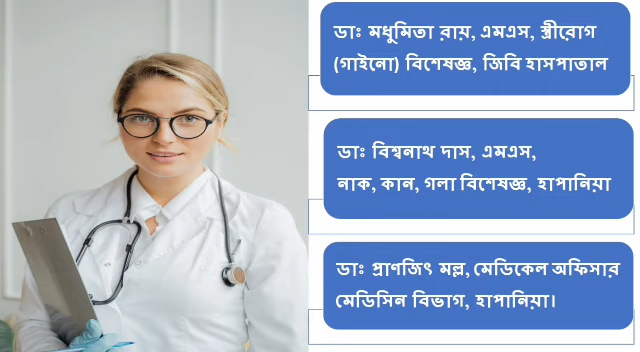 ডাঃ মধুমিতা রায়, এমএস, স্ত্রীরোগ
(গাইনো) বিশেষজ্ঞ, জিবি হাসপাতাল
ডাঃ বিশ্বনাথ দাস, এমএস,
নাক, কান, গলা বিশেষজ্ঞ, হাপানিয়া
ডাঃ প্রাণজিৎ মল্ল, মেডিকেল অফিসার
মেডিসিন বিভাগ, হাপানিয়া।